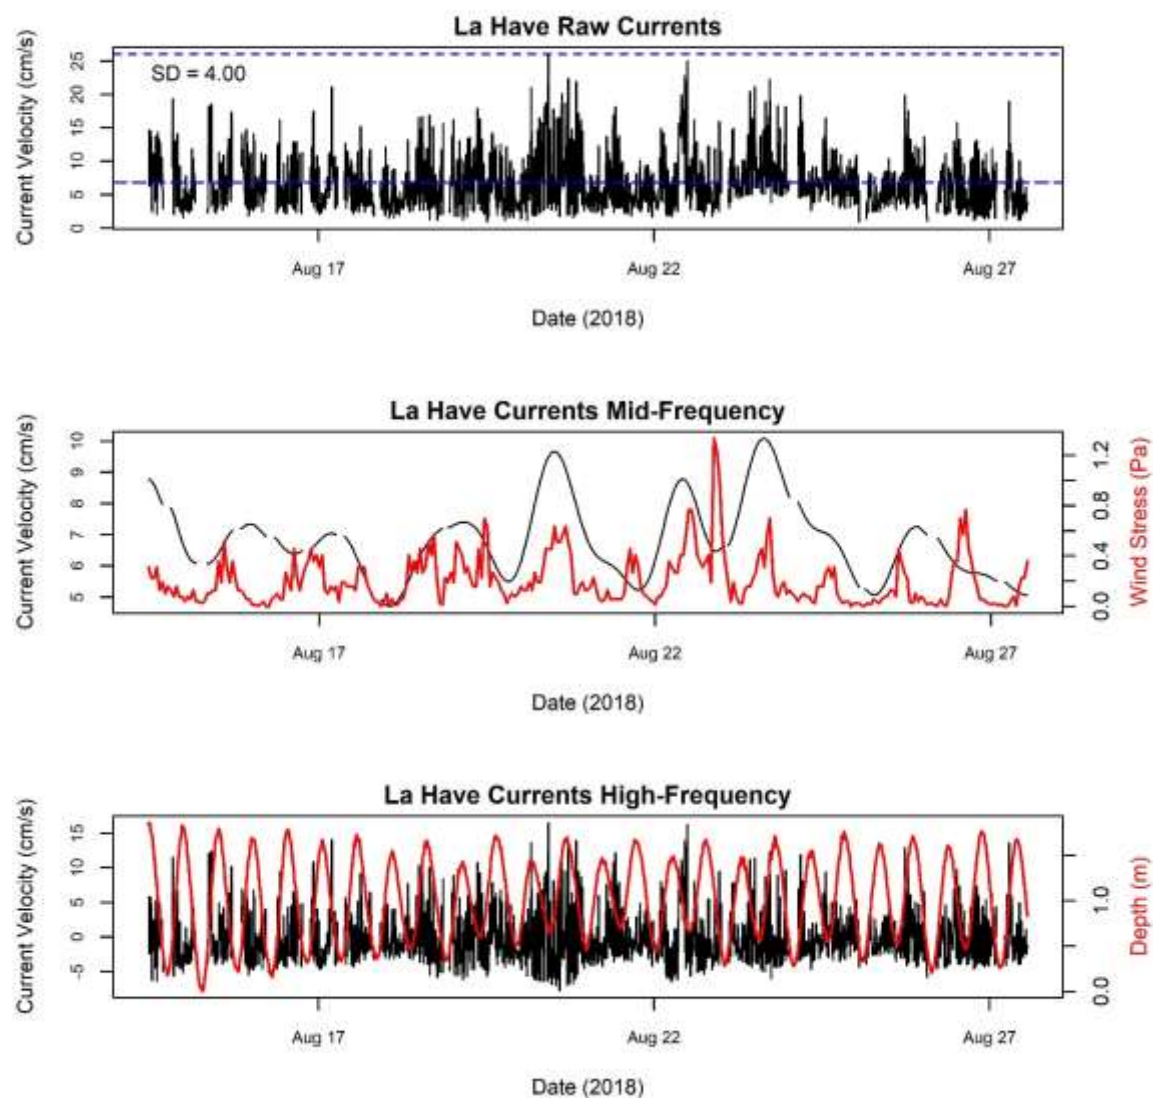 La Have Raw Currents
Current Velocity (cm/s)
25
20
15
10
5
0
SD = 4.00
Aug 17 Aug 22 Aug 27
Date (2018)
La Have Currents Mid-Frequency
Current Velocity (cm/s)
10
9
8
7
6
5
1.2
0.8
0.4
0.0
Wind Stress (Pa)
Aug 17 Aug 22 Aug 27
Date (2018)
La Have Currents High-Frequency
Current Velocity (cm/s)
15
10
5
0
-5
1.0
0.0
Depth (m)
Aug 17 Aug 22 Aug 27
Date (2018)